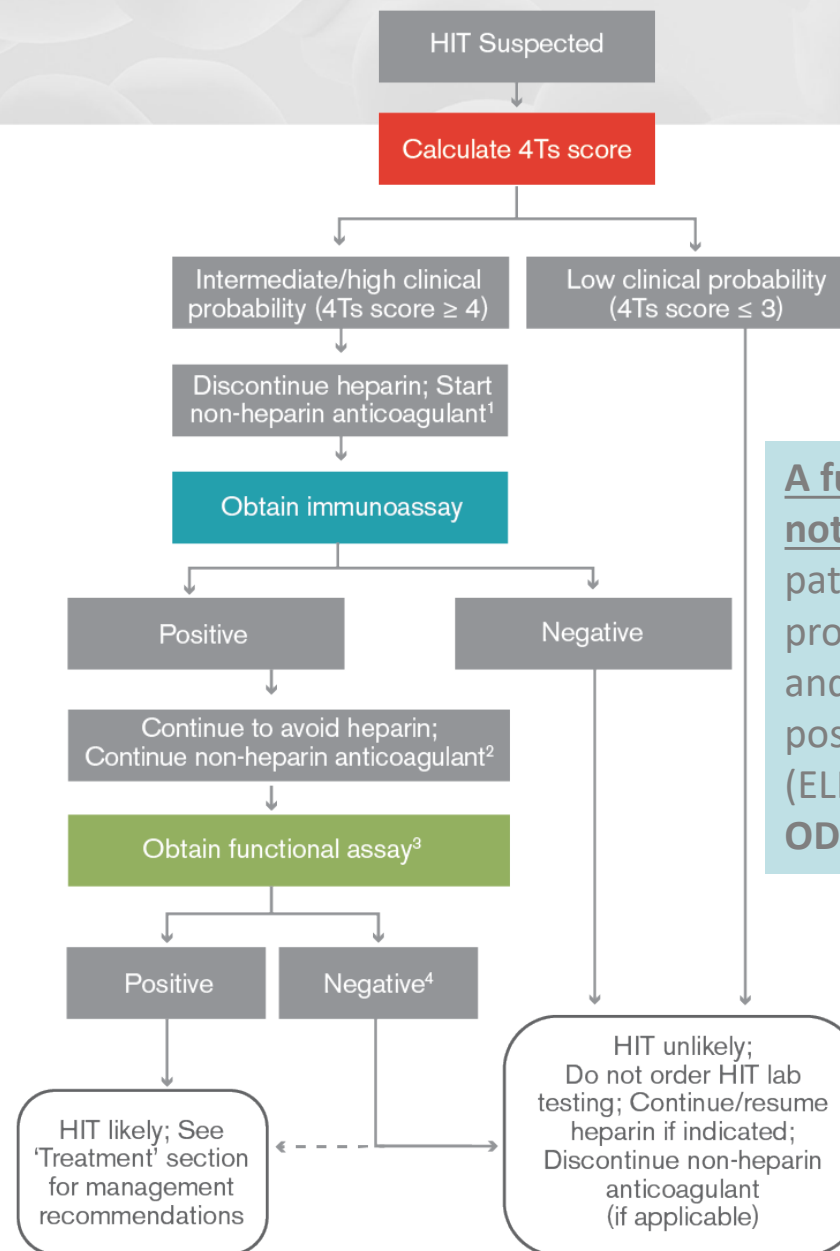 HIT Suspected
Calculate 4Ts score
Intermediate/high clinical
probability (4Ts score ≥ 4)
Low clinical probability
(4Ts score ≤ 3)
Discontinue heparin; Start
non-heparin anticoagulant¹
Obtain immunoassay
Positive
Negative
Continue to avoid heparin;
Continue non-heparin anticoagulant²
Obtain functional assay³
Positive
Negative⁴
HIT likely; See
‘Treatment’ section
for management
recommendations
HIT unlikely;
Do not order HIT lab
testing; Continue/resume
heparin if indicated;
Discontinue non-heparin
anticoagulant
(if applicable)
A
not
and
OD